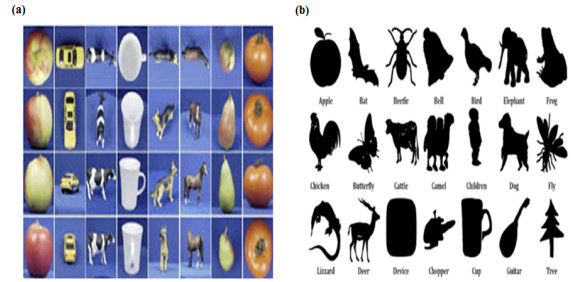 (a)
(b)
Apple Bat Beetle Bell Bird Elephant Frog
Chicken Butterfly Cattle Camel Children Dog Fly
Lizzard Deer Device Chopper Cup Guitar Tree